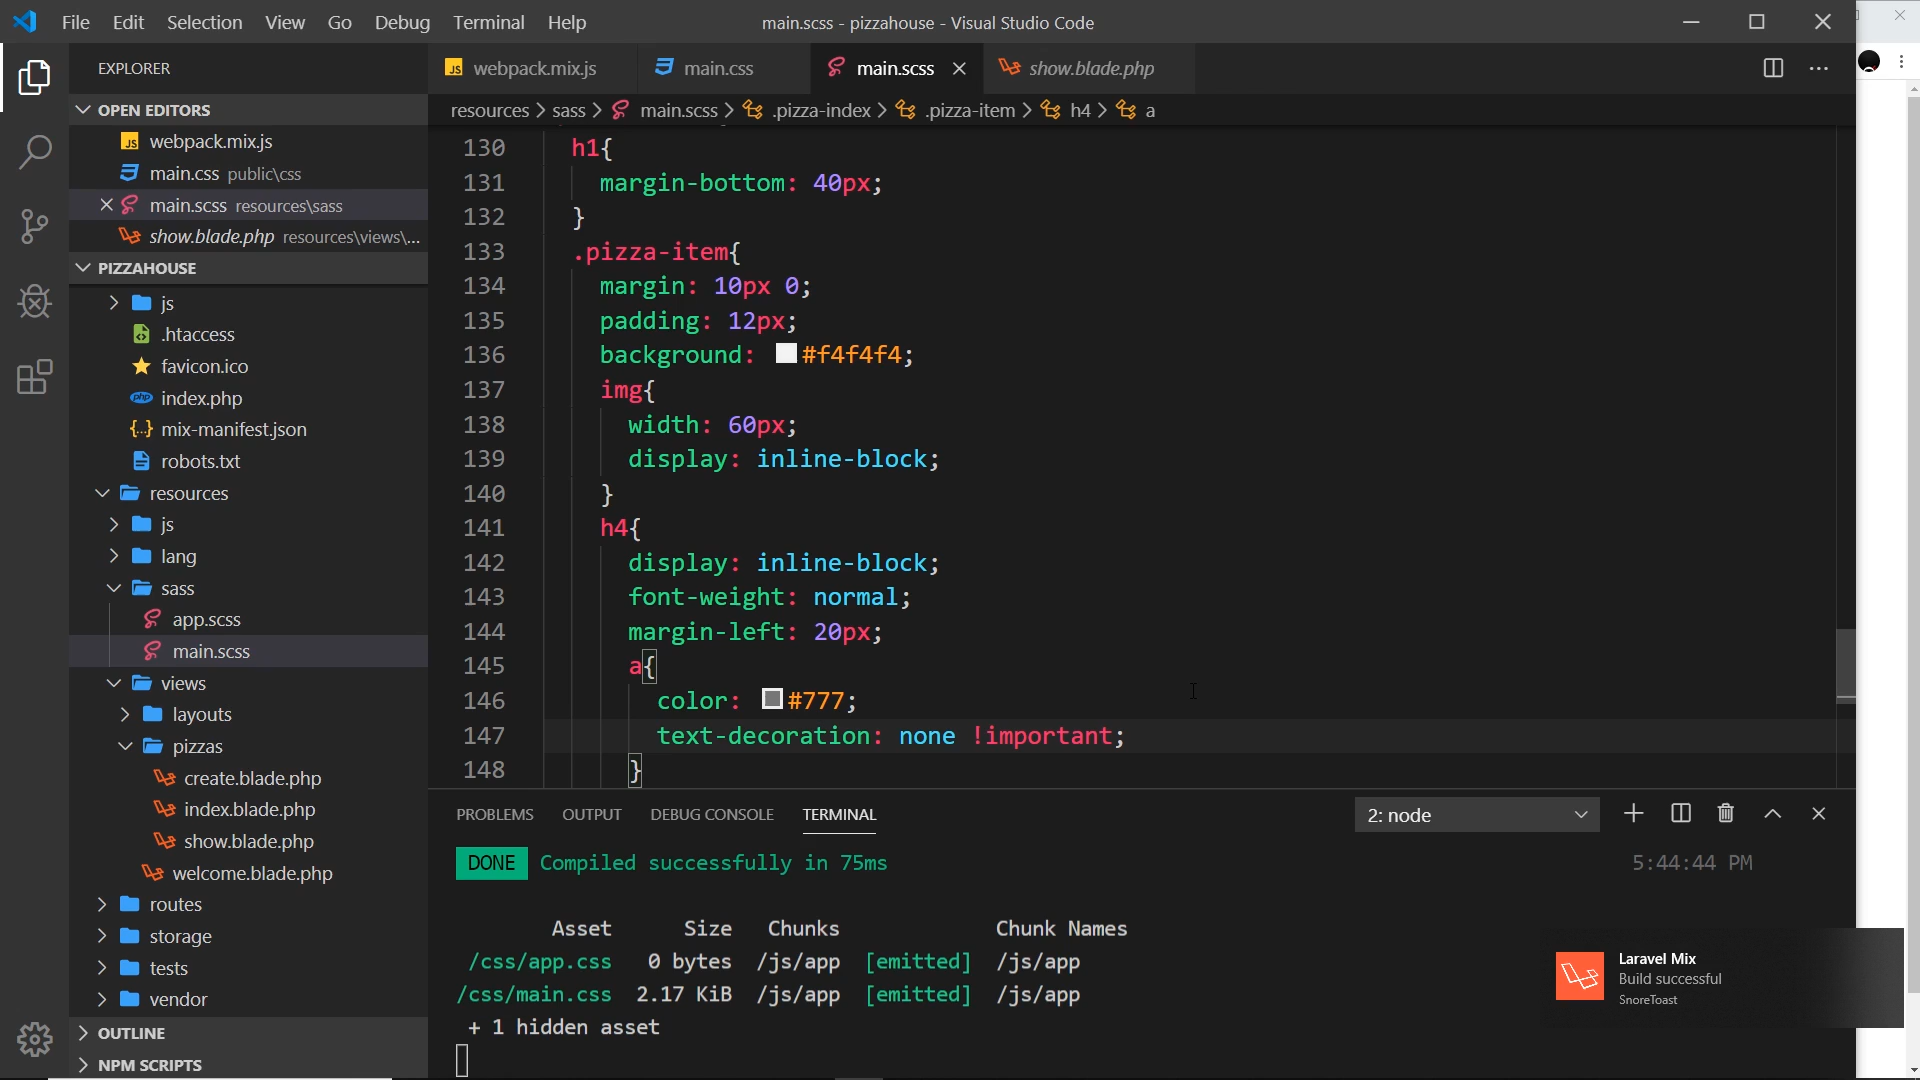 File Edit Selection View Go Debug Terminal Help
main.scss - pizzahouse - Visual Studio Code
EXPLORER
OPEN EDITORS
webpack.mix.js
main.css public\css
main.scss resources\sass
show.blade.php resources\views\...
PIZZAHOUSE
js
.htaccess
favicon.ico
php index.php
mix-manifest.json
robots.txt
resources
js
lang
sass
app.scss
main.scss
views
layouts
pizzas
create.blade.php
index.blade.php
show.blade.php
welcome.blade.php
routes
storage
tests
vendor
OUTLINE
NPM SCRIPTS
JS webpack.mix.js
main.css
main.scss
show.blade.php
resources > sass > main.scss > .pizza-index > .pizza-item > h4 > a
130 h1{
131 margin-bottom: 40px;
132 }
133 .pizza-item{
134 margin: 10px 0;
135 padding: 12px;
136 background: #f4f4f4;
137 img{
138 width: 60px;
139 display: inline-block;
140 }
141 h4{
142 display: inline-block;
143 font-weight: normal;
144 margin-left: 20px;
145 a{
146 color: #777;
147 text-decoration: none !important;
148 }
PROBLEMS OUTPUT DEBUG CONSOLE TERMINAL
2: node
DONE Compiled successfully in 75ms 5:44:44 PM
Asset Size Chunks Chunk Names
/css/app.css 0 bytes /js/app [emitted] /js/app
/css/main.css 2.17 KiB /js/app [emitted] /js/app
+ 1 hidden asset
Laravel Mix
Build successful
SnoreToast